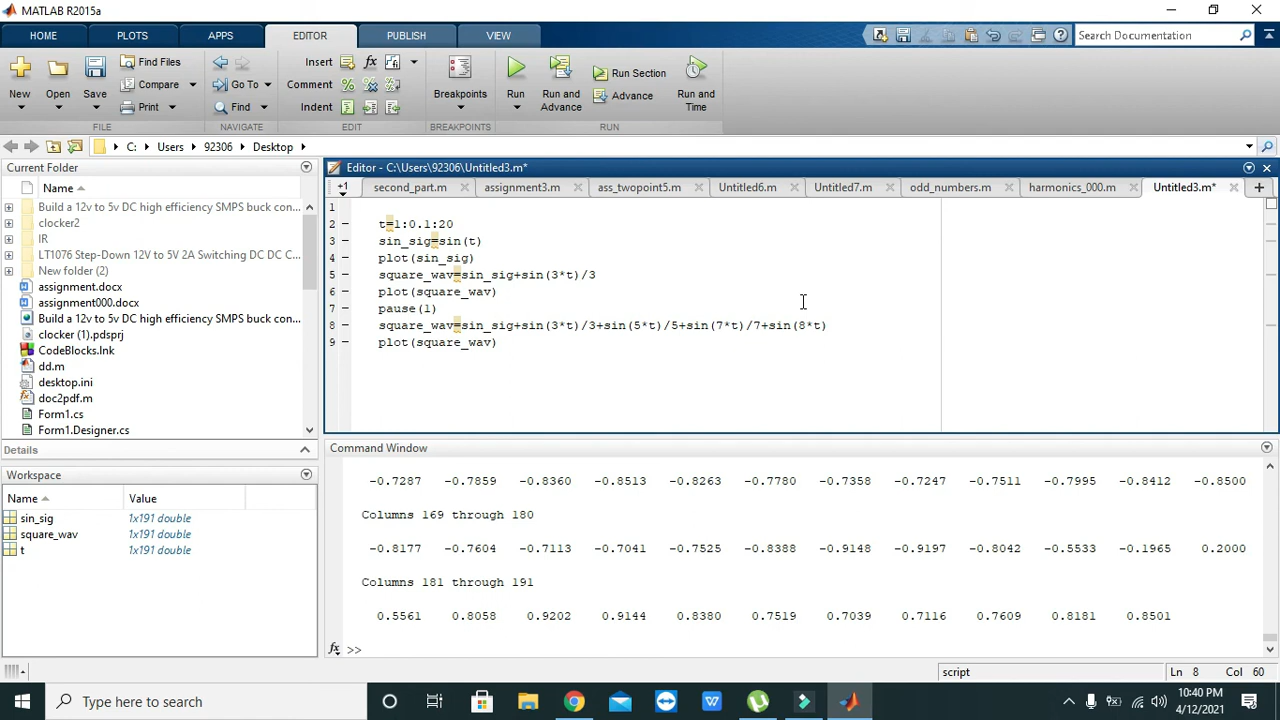 MATLAB R2015a
HOME PLOTS APPS EDITOR PUBLISH VIEW Search Documentation
New Open Save Find Files Compare Print Go To Find Insert Comment Indent Breakpoints Run Run and Advance Run Section Advance Run and Time
FILE NAVIGATE EDIT BREAKPOINTS RUN
C: Users 92306 Desktop
Current Folder
Name
Build a 12v to 5v DC high efficiency SMPS buck con...
clocker2
IR
LT1076 Step-Down 12V to 5V 2A Switching DC DC C...
New folder (2)
assignment.docx
assignment000.docx
Build a 12v to 5v DC high efficiency SMPS buck con...
clocker (1).pdsprj
CodeBlocks.lnk
dd.m
desktop.ini
doc2pdf.m
Form1.cs
Form1.Designer.cs
Details
Workspace
Name Value
sin_sig 1x191 double
square_wav 1x191 double
t 1x191 double
Editor - C:\Users\92306\Untitled3.m*
+1 second_part.m assignment3.m ass_twopoint5.m Untitled6.m Untitled7.m odd_numbers.m harmonics_000.m Untitled3.m*
1
2 - t=1:0.1:20
3 - sin_sig=sin(t)
4 - plot(sin_sig)
5 - square_wav=sin_sig+sin(3*t)/3
6 - plot(square_wav)
7 - pause(1)
8 - square_wav=sin_sig+sin(3*t)/3+sin(5*t)/5+sin(7*t)/7+sin(8*t)
9 - plot(square_wav)
Command Window
-0.7287 -0.7859 -0.8360 -0.8513 -0.8263 -0.7780 -0.7358 -0.7247 -0.7511 -0.7995 -0.8412 -0.8500
Columns 169 through 180
-0.8177 -0.7604 -0.7113 -0.7041 -0.7525 -0.8388 -0.9148 -0.9197 -0.8042 -0.5533 -0.1965 0.2000
Columns 181 through 191
0.5561 0.8058 0.9202 0.9144 0.8380 0.7519 0.7039 0.7116 0.7609 0.8181 0.8501
fx >>
script Ln 8 Col 60
Type here to search
10:40 PM
4/12/2021